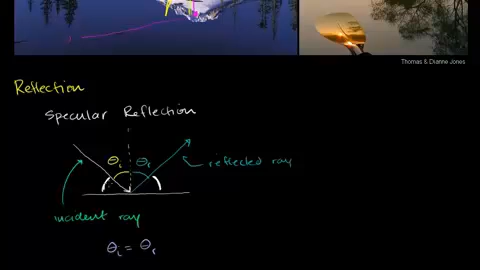 Thomas & Dianne Jones
Reflection
Specular Reflection
θi θr
reflected ray
incident ray
θi = θr